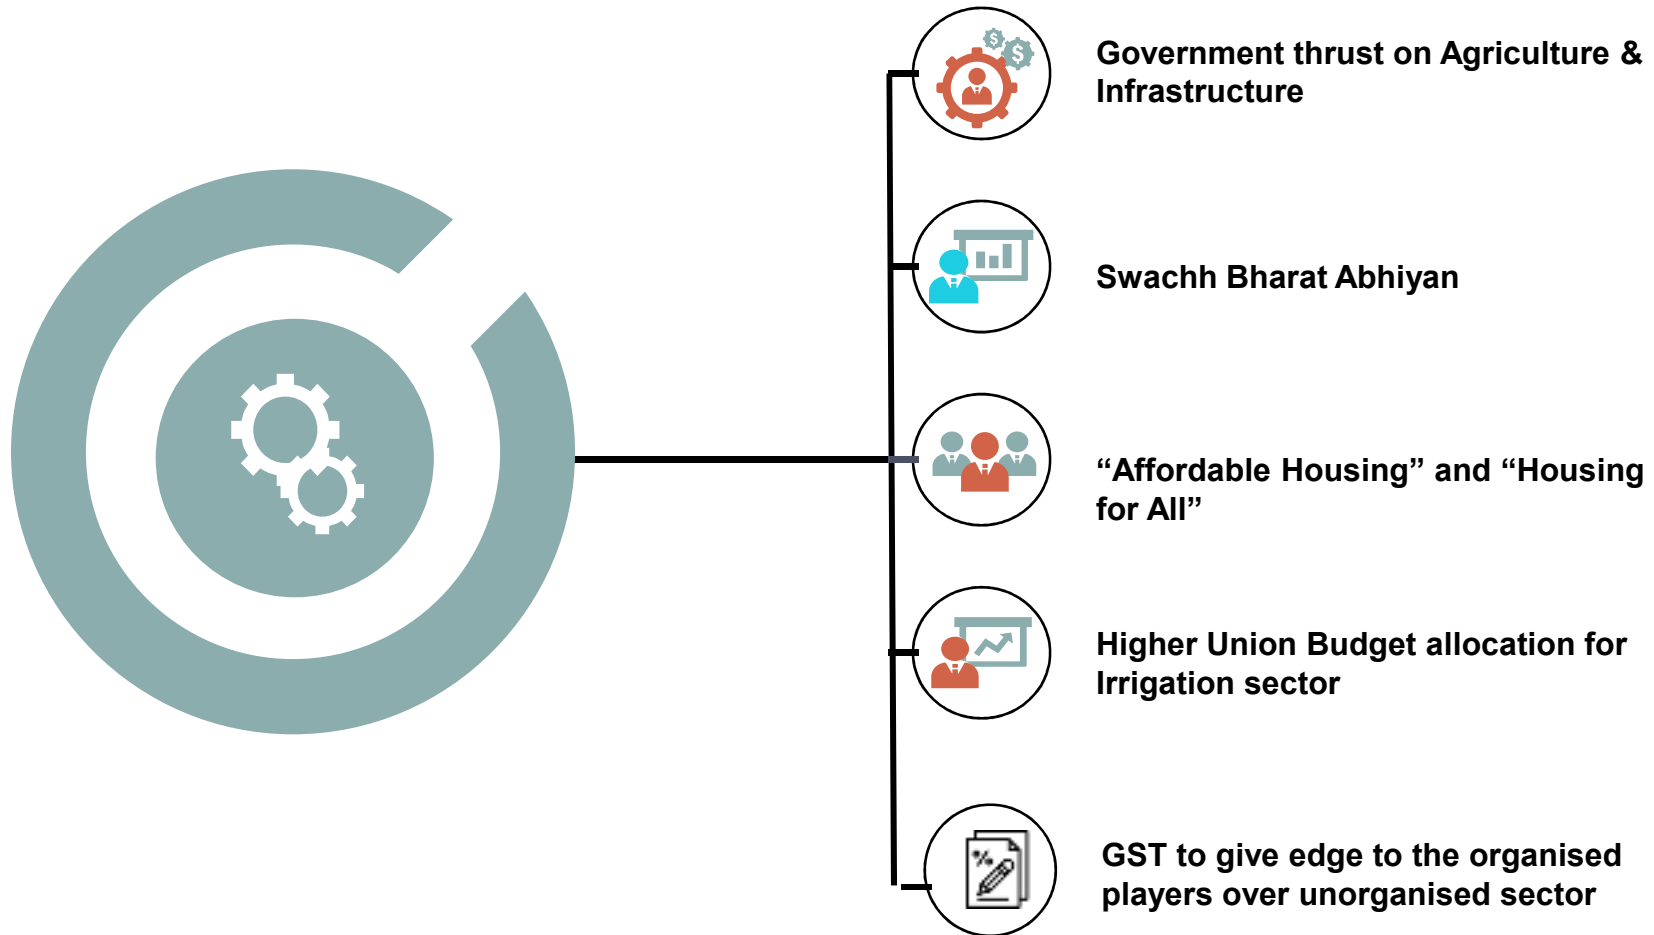 Government thrust on Agriculture &
Infrastructure
Swachh Bharat Abhiyan
“Affordable Housing” and “Housing
for All”
Higher Union Budget allocation for
Irrigation sector
GST to give edge to the organised
players over unorganised sector